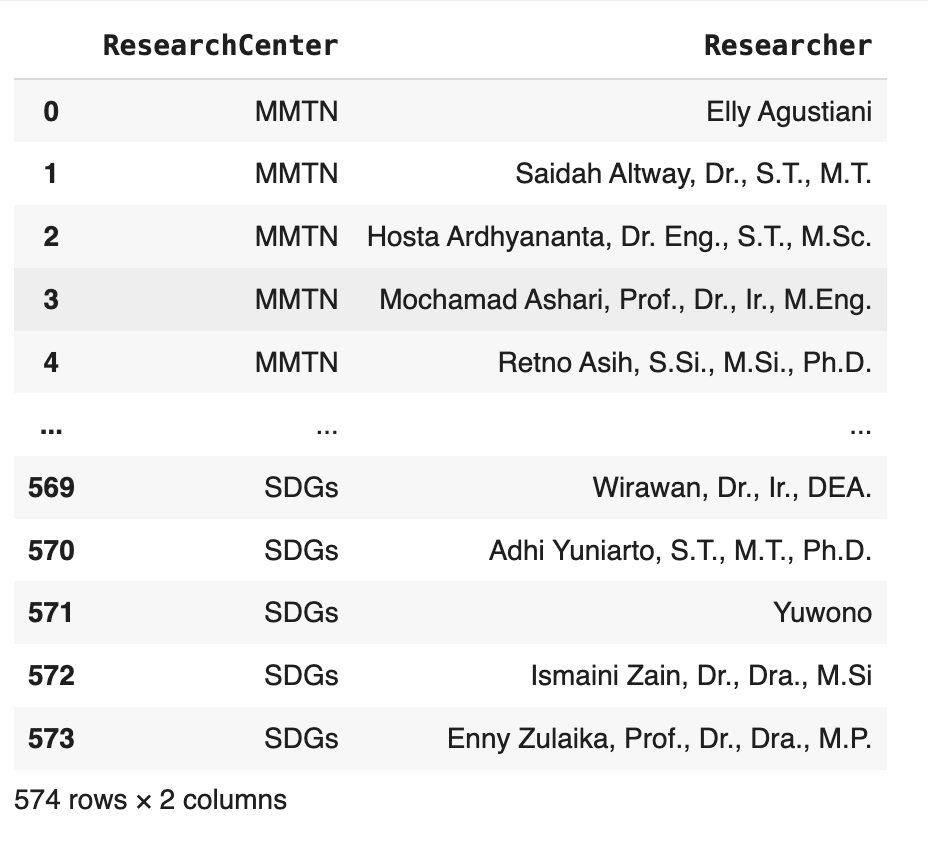 ResearchCenter Researcher
0 MMTN Elly Agustiani
1 MMTN Saidah Altway, Dr., S.T., M.T.
2 MMTN Hosta Ardhyananta, Dr. Eng., S.T., M.Sc.
3 MMTN Mochamad Ashari, Prof., Dr., Ir., M.Eng.
4 MMTN Retno Asih, S.Si., M.Si., Ph.D.
... ... ...
569 SDGs Wirawan, Dr., Ir., DEA.
570 SDGs Adhi Yuniarto, S.T., M.T., Ph.D.
571 SDGs Yuwono
572 SDGs Ismaini Zain, Dr., Dra., M.Si
573 SDGs Enny Zulaika, Prof., Dr., Dra., M.P.
574 rows × 2 columns